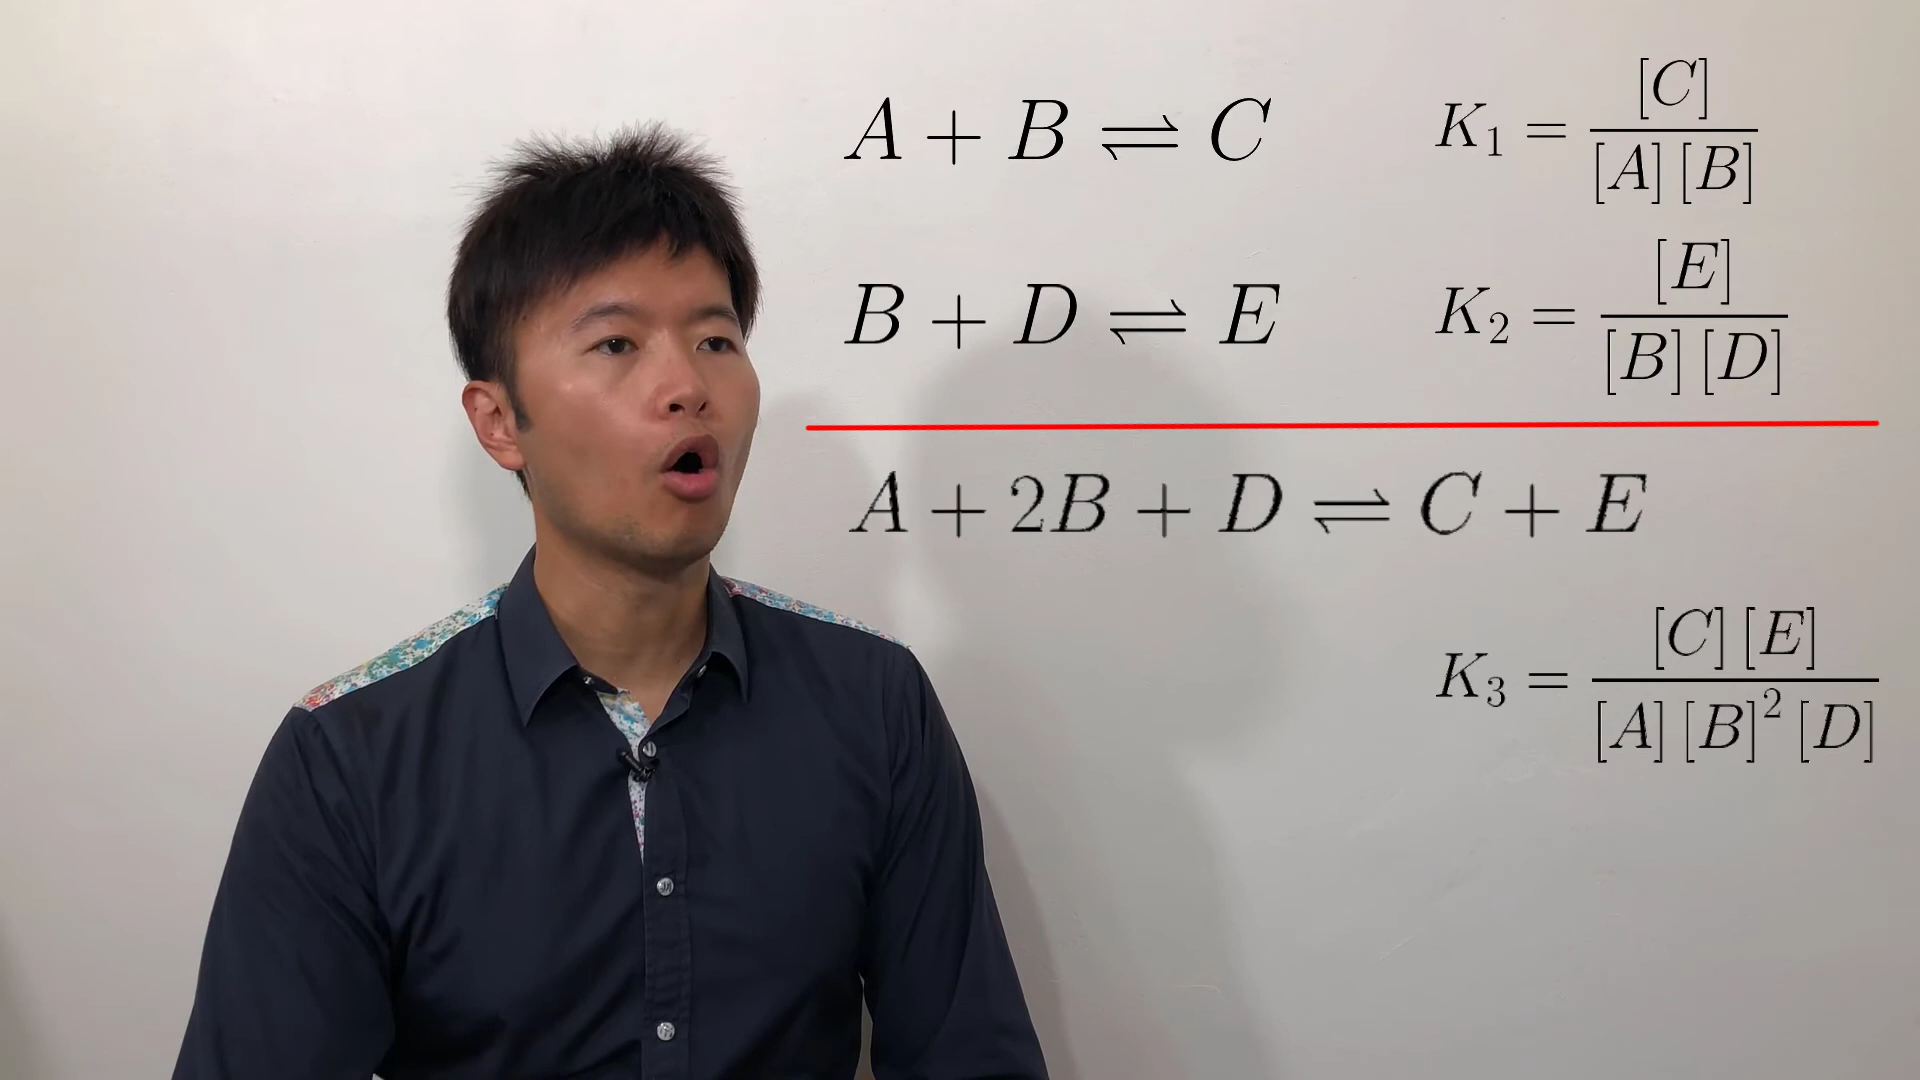 A + B ⇌ C K₁ = [C] / [A] [B]
B + D ⇌ E K₂ = [E] / [B] [D]
A + 2B + D ⇌ C + E
K₃ = [C] [E] / [A] [B]² [D]